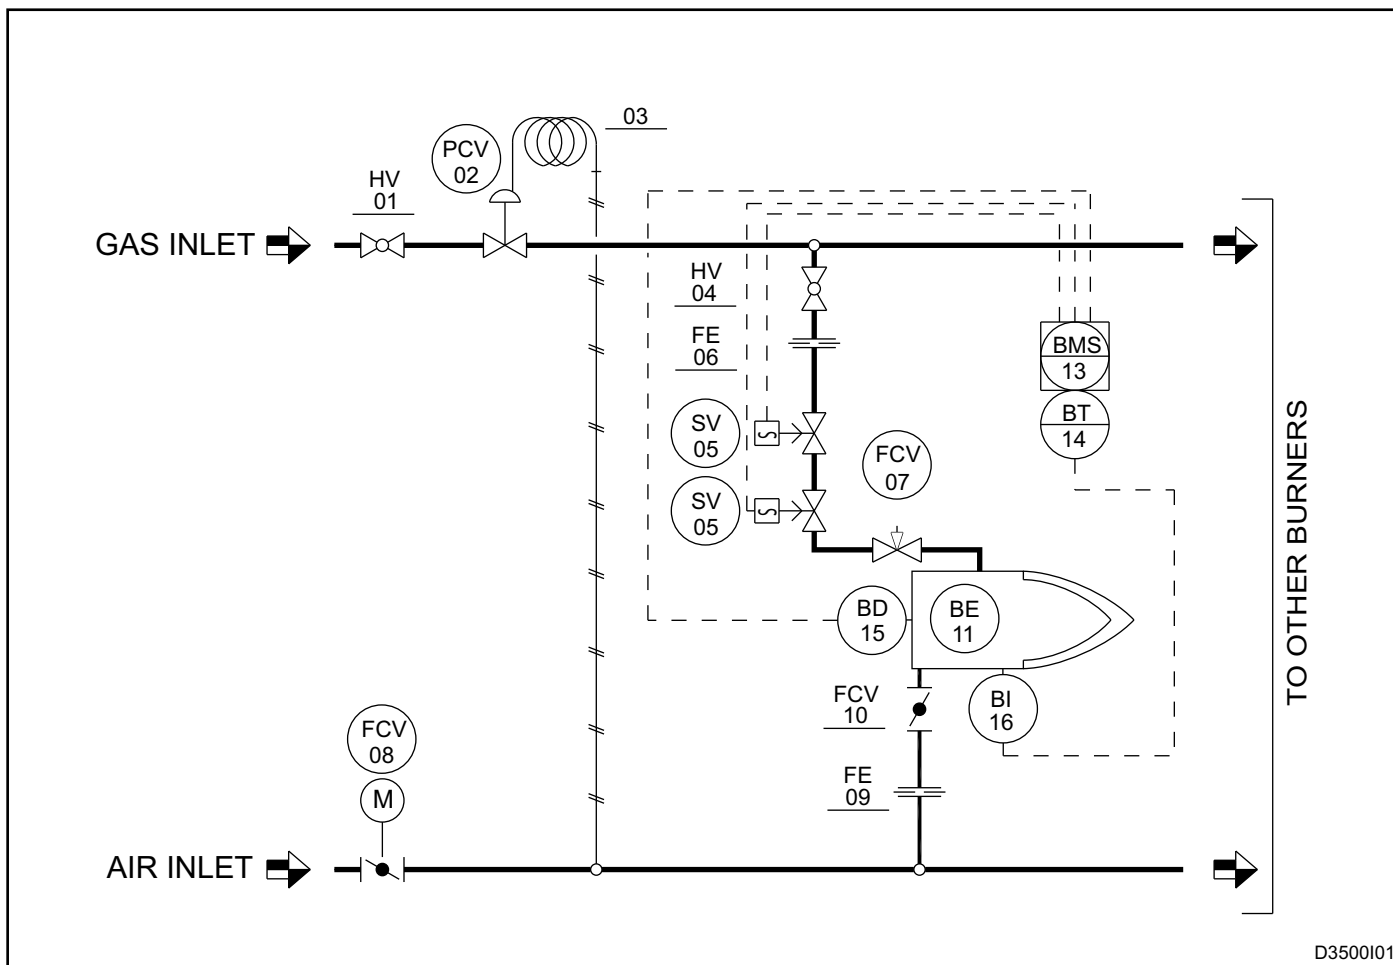 03
PCV
02
HV
01
GAS INLET
HV
04
FE
06
BMS
13
BT
14
SV
05
FCV
07
SV
05
BD
15
BE
11
FCV
10
BI
16
FCV
08
M
FE
09
AIR INLET
TO OTHER BURNERS
D3500I01